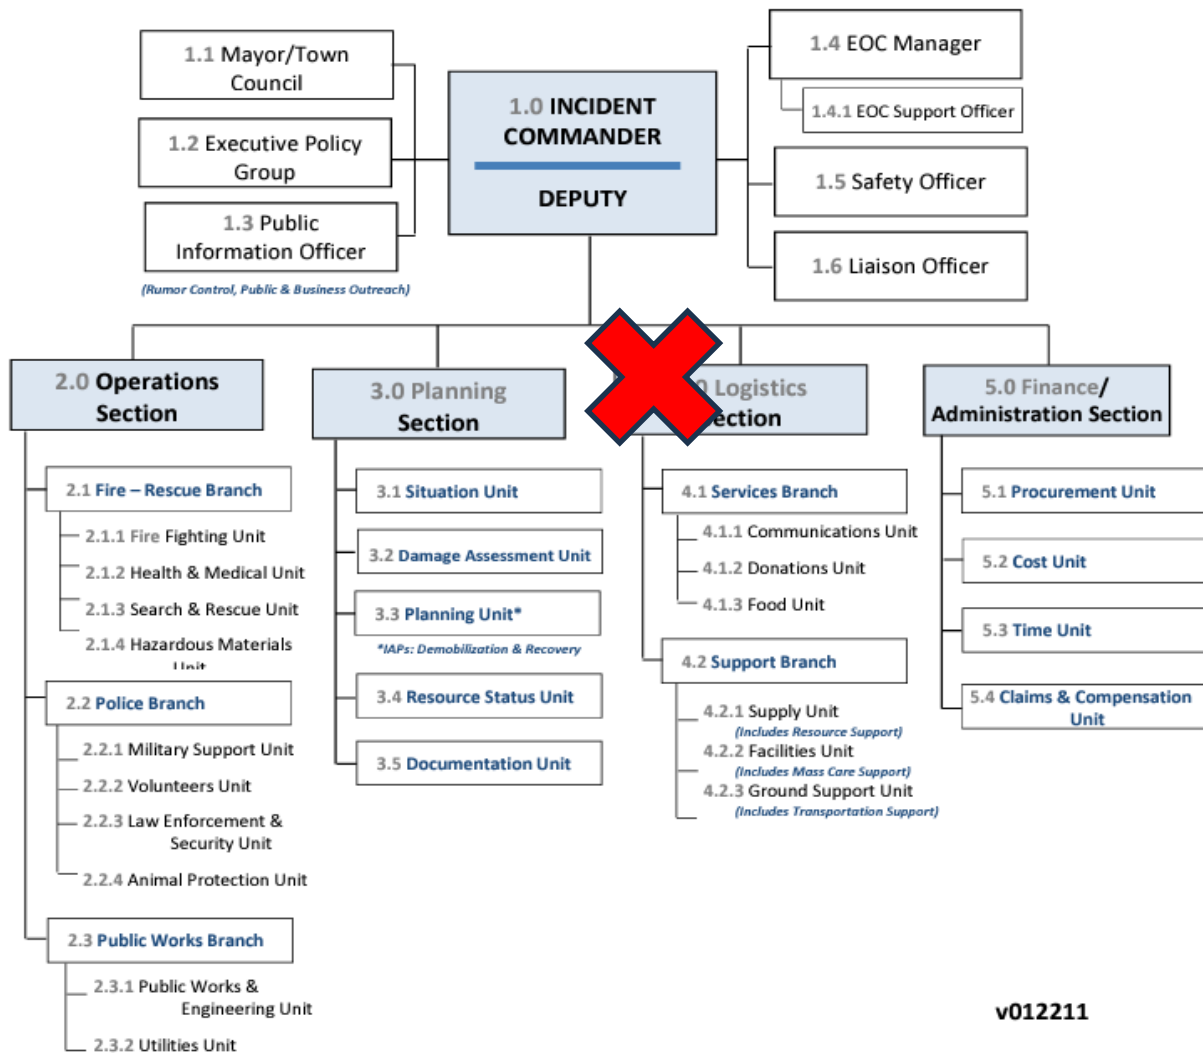 1.1 Mayor/Town
Council
1.2 Executive Policy
Group
1.3 Public
Information Officer
(Rumor Control, Public & Business Outreach)
1.0 INCIDENT
COMMANDER
DEPUTY
1.4 EOC Manager
1.4.1 EOC Support Officer
1.5 Safety Officer
1.6 Liaison Officer
2.0 Operations
Section
2.1 Fire – Rescue Branch
2.1.1 Fire Fighting Unit
2.1.2 Health & Medical Unit
2.1.3 Search & Rescue Unit
2.1.4 Hazardous Materials
Unit
2.2 Police Branch
2.2.1 Military Support Unit
2.2.2 Volunteers Unit
2.2.3 Law Enforcement &
Security Unit
2.2.4 Animal Protection Unit
2.3 Public Works Branch
2.3.1 Public Works &
Engineering Unit
2.3.2 Utilities Unit
3.0 Planning
Section
3.1 Situation Unit
3.2 Damage Assessment Unit
3.3 Planning Unit*
*IAPs: Demobilization & Recovery
3.4 Resource Status Unit
3.5 Documentation Unit
0 Logistics
ection
4.1 Services Branch
4.1.1 Communications Unit
4.1.2 Donations Unit
4.1.3 Food Unit
4.2 Support Branch
4.2.1 Supply Unit
(Includes Resource Support)
4.2.2 Facilities Unit
(Includes Mass Care Support)
4.2.3 Ground Support Unit
(Includes Transportation Support)
5.0 Finance/
Administration Section
5.1 Procurement Unit
5.2 Cost Unit
5.3 Time Unit
5.4 Claims & Compensation
Unit
v012211